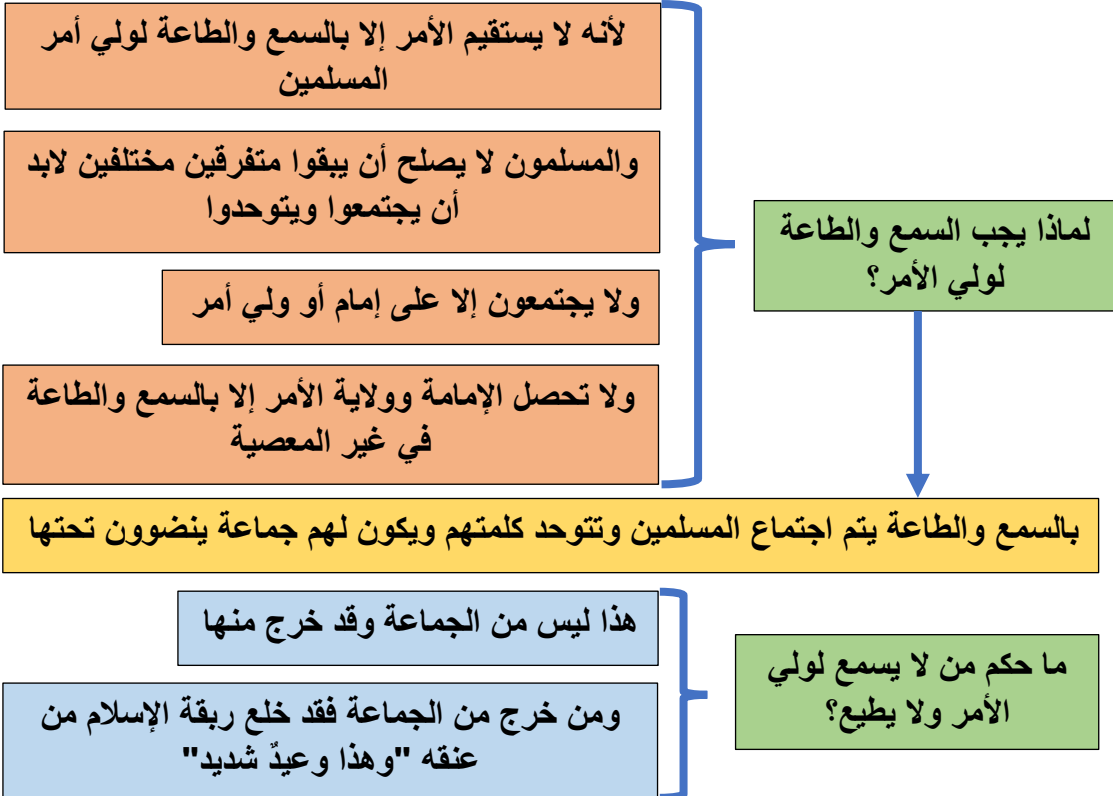 لماذا يجب السمع والطاعة
لولي الأمر؟
لأنه لا يستقيم الأمر إلا بالسمع والطاعة لولي أمر
المسلمين
والمسلمون لا يصلح أن يبقوا متفرقين مختلفين لابد
أن يجتمعوا ويتوحدوا
ولا يجتمعون إلا على إمام أو ولي أمر
ولا تحصل الإمامة وولاية الأمر إلا بالسمع والطاعة
في غير المعصية
بالسمع والطاعة يتم اجتماع المسلمين وتتوحد كلمتهم ويكون لهم جماعة ينضوون تحتها
ما حكم من لا يسمع لولي
الأمر ولا يطيع؟
هذا ليس من الجماعة وقد خرج منها
ومن خرج من الجماعة فقد خلع ربقة الإسلام من
عنقه "وهذا وعيدٌ شديد"